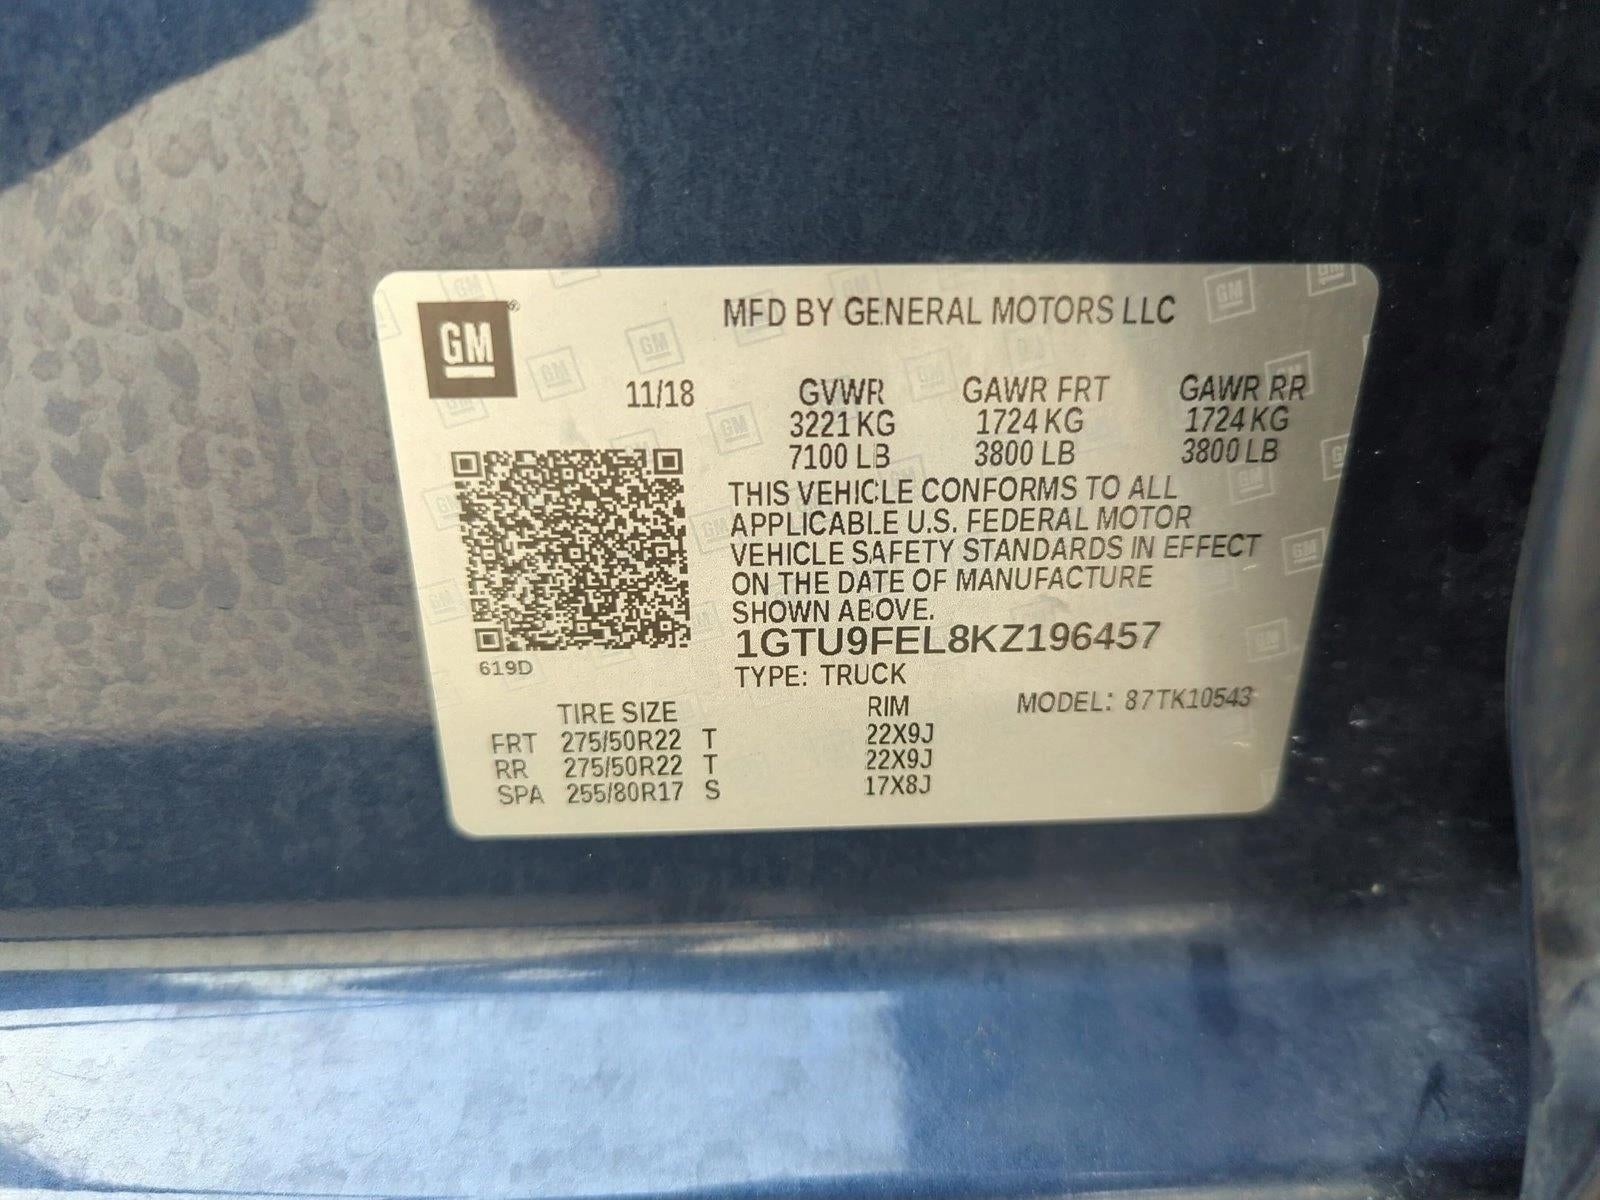 GM®
MFD BY GENERAL MOTORS LLC
11/18 GVWR GAWR FRT GAWR RR
3221 KG 1724 KG 1724 KG
7100 LB 3800 LB 3800 LB
THIS VEHICLE CONFORMS TO ALL
APPLICABLE U.S. FEDERAL MOTOR
VEHICLE SAFETY STANDARDS IN EFFECT
ON THE DATE OF MANUFACTURE
SHOWN ABOVE.
1GTU9FEL8KZ196457
619D
TYPE: TRUCK
TIRE SIZE RIM MODEL: 87TK10543
FRT 275/50R22 T 22X9J
RR 275/50R22 T 22X9J
SPA 255/80R17 S 17X8J